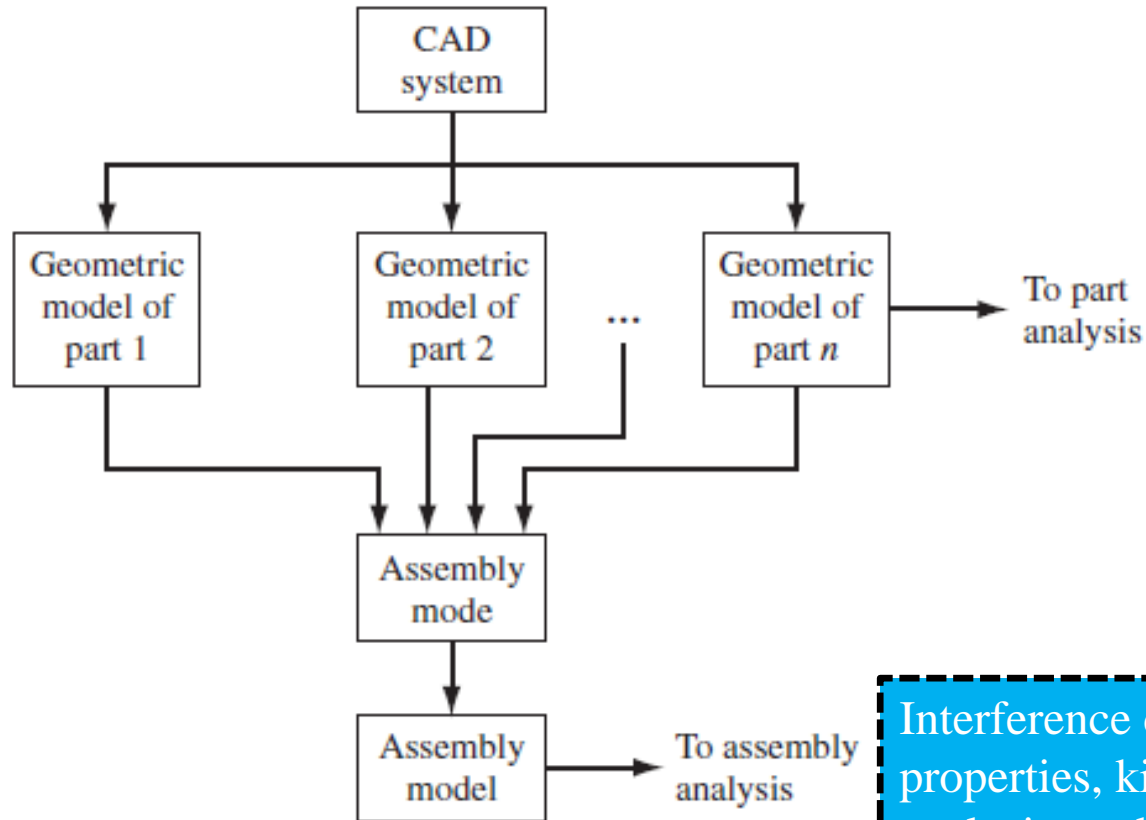 CAD
system
Geometric
model of
part 1
Geometric
model of
part 2
...
Geometric
model of
part n
To part
analysis
Assembly
mode
Assembly
model
To assembly
analysis
Interference
properties,